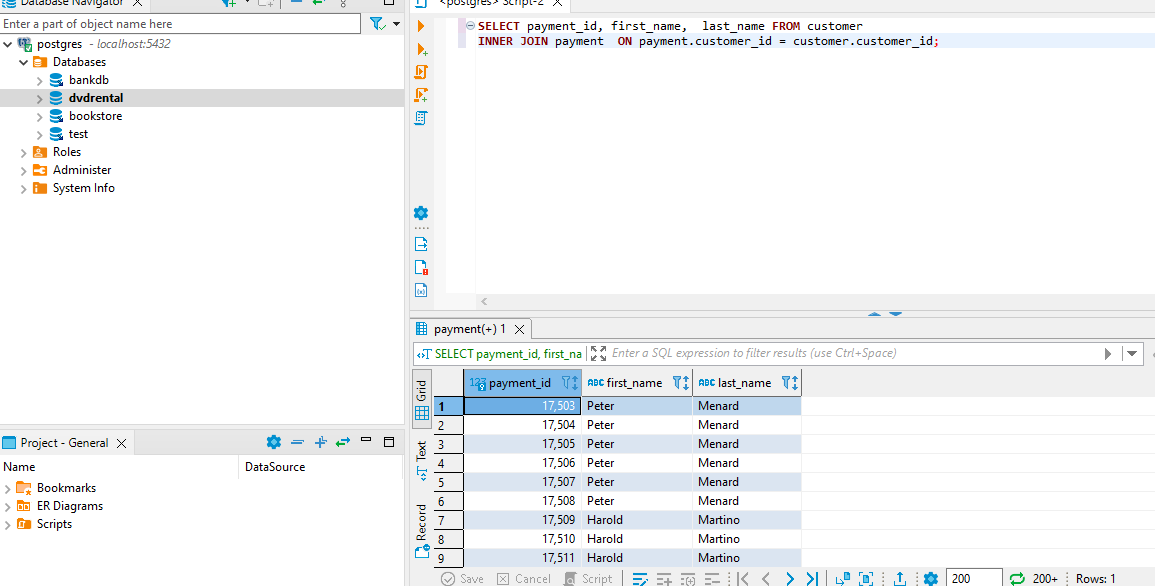 Database Navigator
Enter a part of object name here
postgres - localhost:5432
Databases
bankdb
dvdrental
bookstore
test
Roles
Administer
System Info
Project - General
Name DataSource
Bookmarks
ER Diagrams
Scripts
<postgres> Script-2
SELECT payment_id, first_name,  last_name FROM customer
INNER JOIN payment  ON payment.customer_id = customer.customer_id;
payment(+) 1
SELECT payment_id, first_na Enter a SQL expression to filter results (use Ctrl+Space)
Grid
Text
Record
123 payment_id ABC first_name ABC last_name
1 17,503 Peter Menard
2 17,504 Peter Menard
3 17,505 Peter Menard
4 17,506 Peter Menard
5 17,507 Peter Menard
6 17,508 Peter Menard
7 17,509 Harold Martino
8 17,510 Harold Martino
9 17,511 Harold Martino
Save Cancel Script 200 200+ Rows: 1